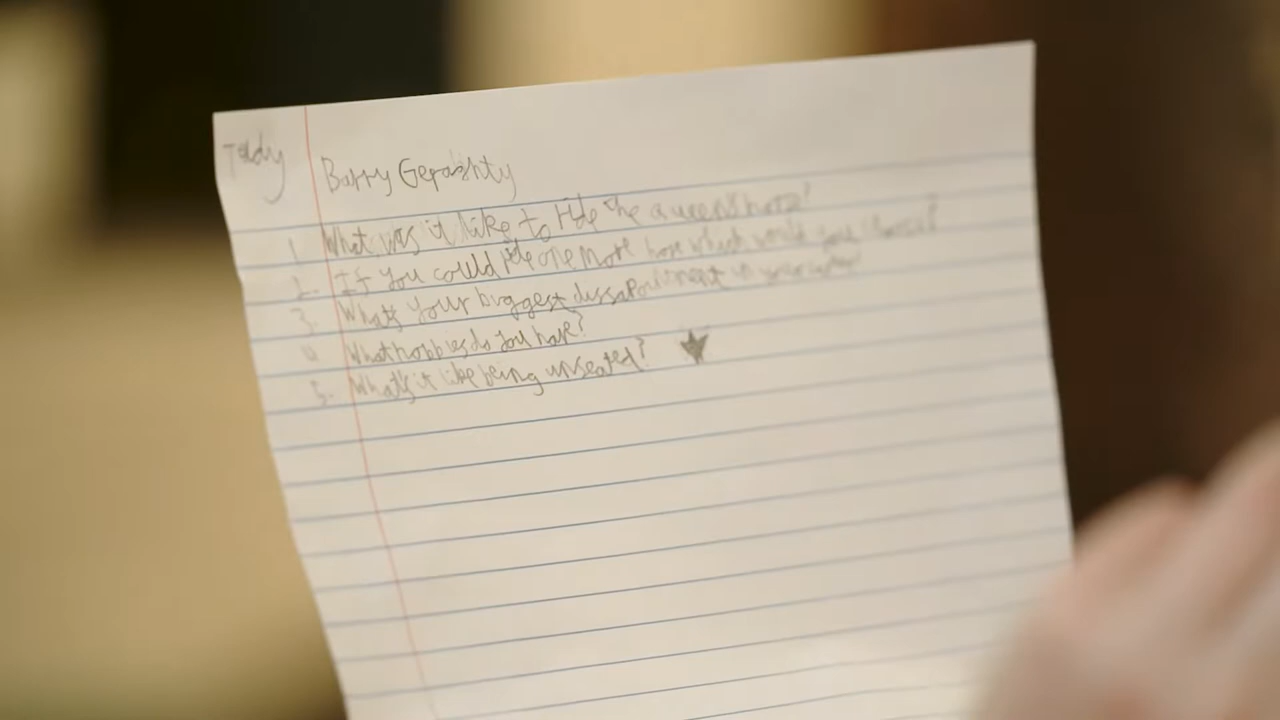 Teddy
Barry Geraghty
1. What was it like to ride the queen's horse?
2. If you could ride one more horse which would you choose?
3. What's your biggest dissapointment in your career?
4. What hobbies do you have?
5. What's it like being unseated?